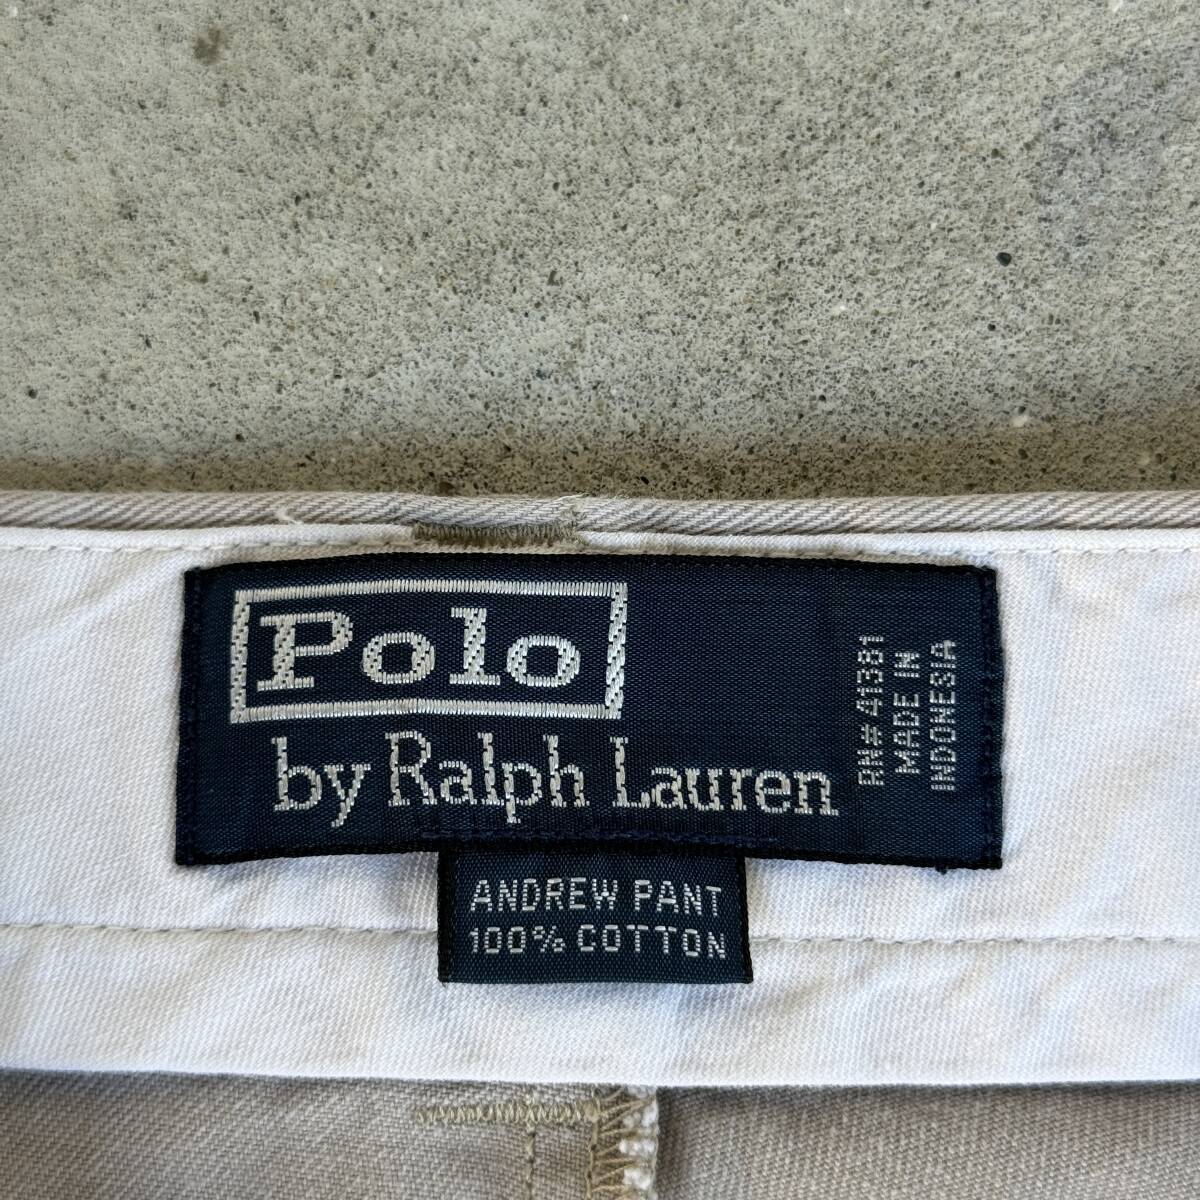 Polo
by Ralph Lauren
RN# 41381
MADE IN
INDONESIA
ANDREW PANT
100% COTTON